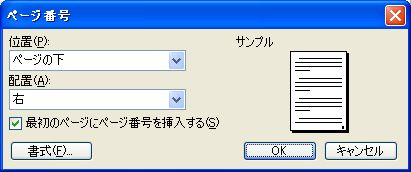 ページ番号
位置(P):
サンプル
ページの下
配置(A):
右
最初のページにページ番号を挿入する(S)
書式(F)...
OK
キャンセル